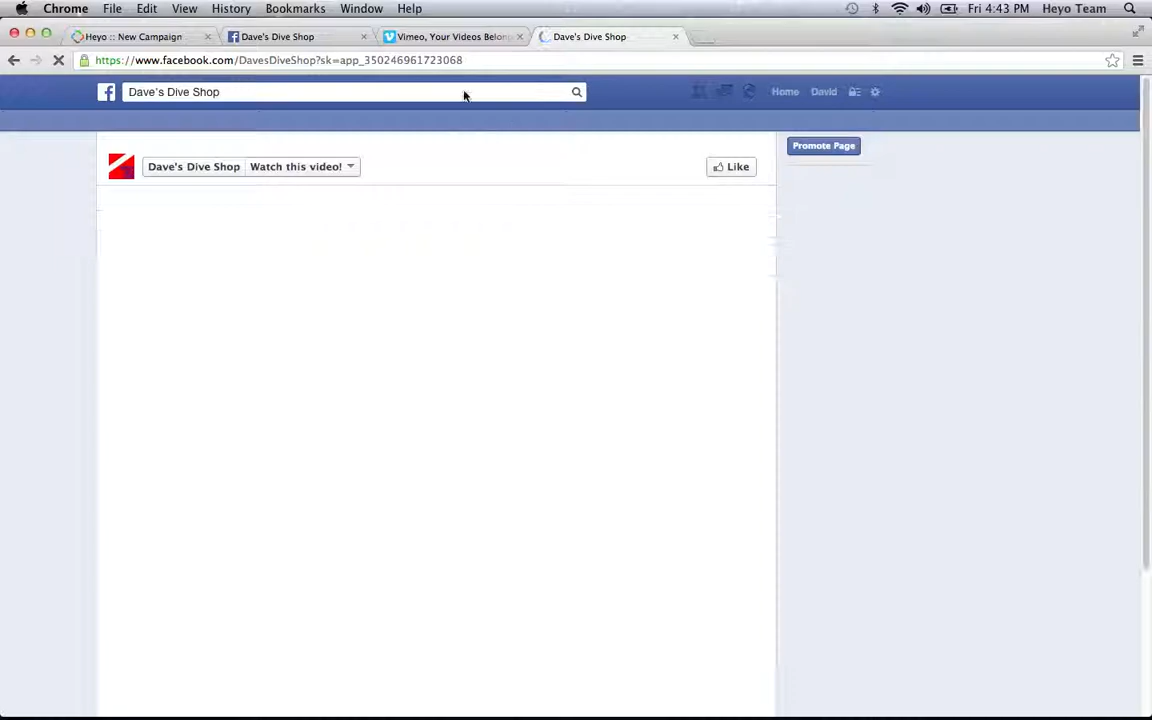 Chrome File Edit View History Bookmarks Window Help Fri 4:43 PM Heyo Team
Heyo :: New Campaign Dave's Dive Shop Vimeo, Your Videos Belon Dave's Dive Shop
https://www.facebook.com/DavesDiveShop?sk=app_350246961723068
Dave's Dive Shop Home David
Promote Page
Dave's Dive Shop Watch this video! Like